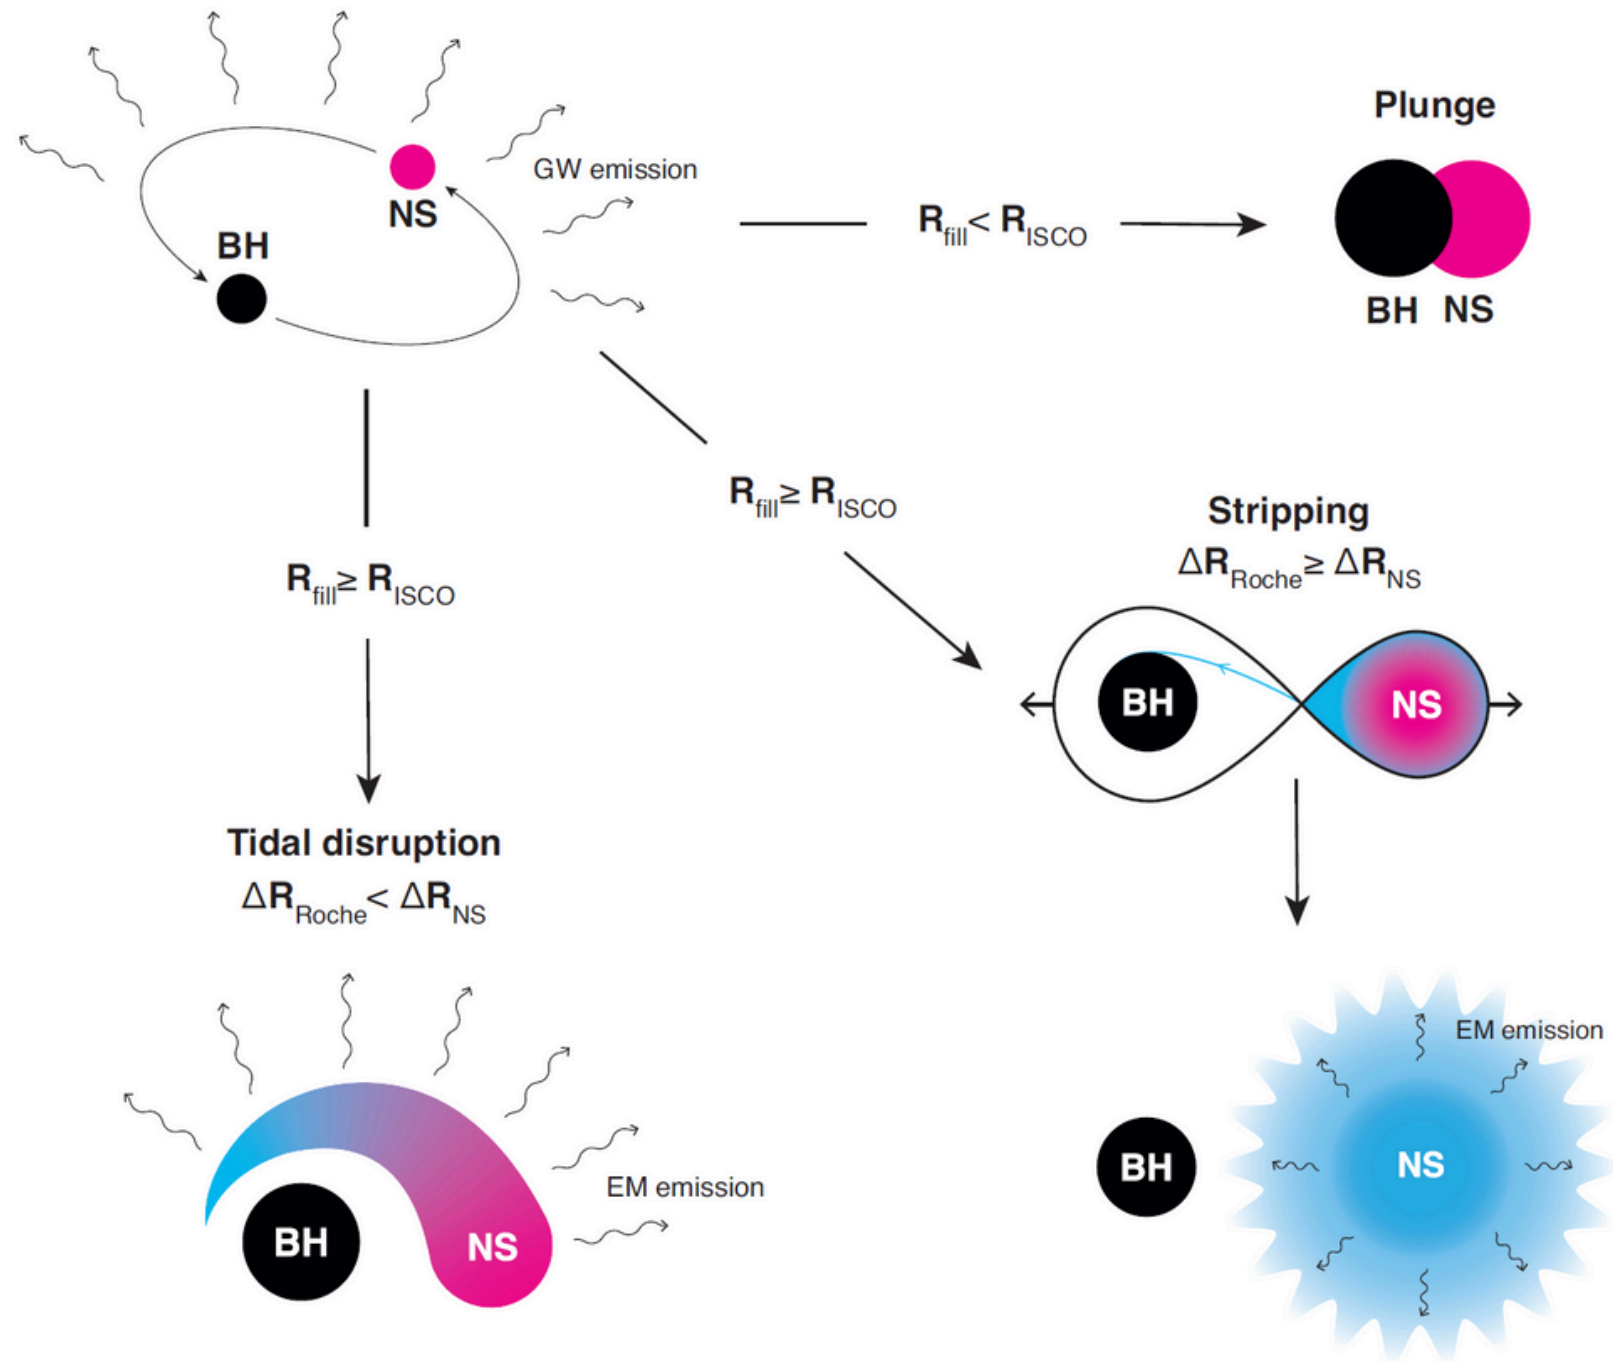 GW emission
NS
BH
R_fill < R_ISCO
Plunge
BH NS
R_fill ≥ R_ISCO
Stripping
ΔR_Roche ≥ ΔR_NS
BH
NS
R_fill ≥ R_ISCO
Tidal disruption
ΔR_Roche < ΔR_NS
EM emission
BH
NS
EM emission
BH
NS